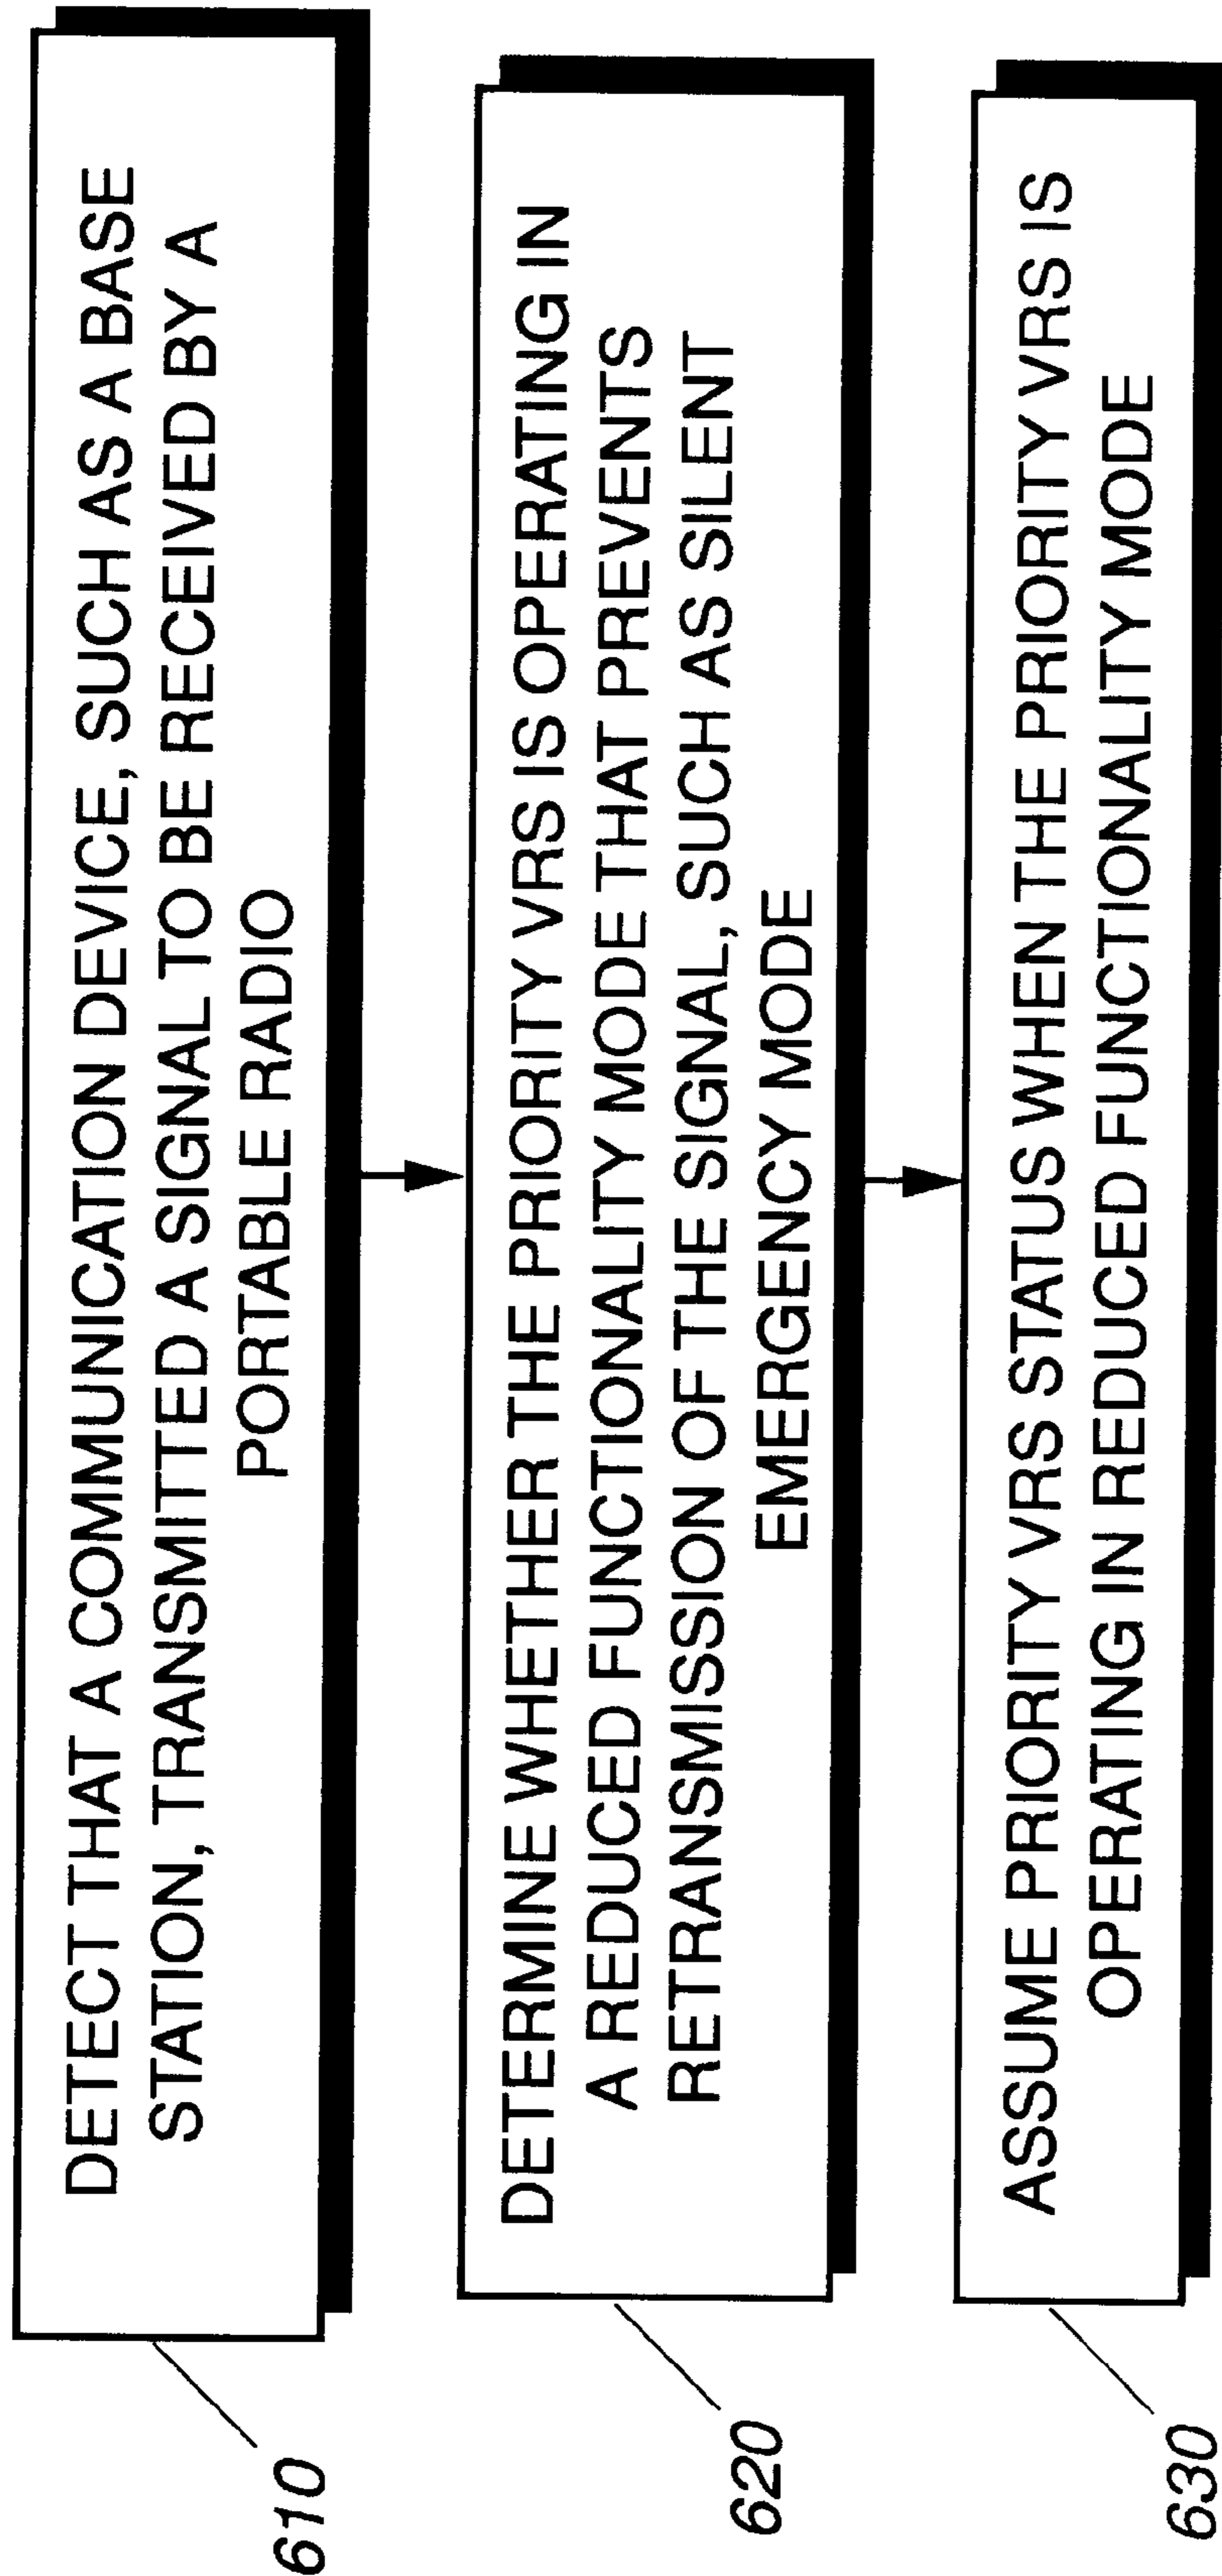 DETECT THAT A COMMUNICATION DEVICE, SUCH AS A BASE
STATION, TRANSMITTED A SIGNAL TO BE RECEIVED BY A
PORTABLE RADIO
610
DETERMINE WHETHER THE PRIORITY VRS IS OPERATING IN
A REDUCED FUNCTIONALITY MODE THAT PREVENTS
RETRANSMISSION OF THE SIGNAL, SUCH AS SILENT
EMERGENCY MODE
620
ASSUME PRIORITY VRS STATUS WHEN THE PRIORITY VRS IS
OPERATING IN REDUCED FUNCTIONALITY MODE
630